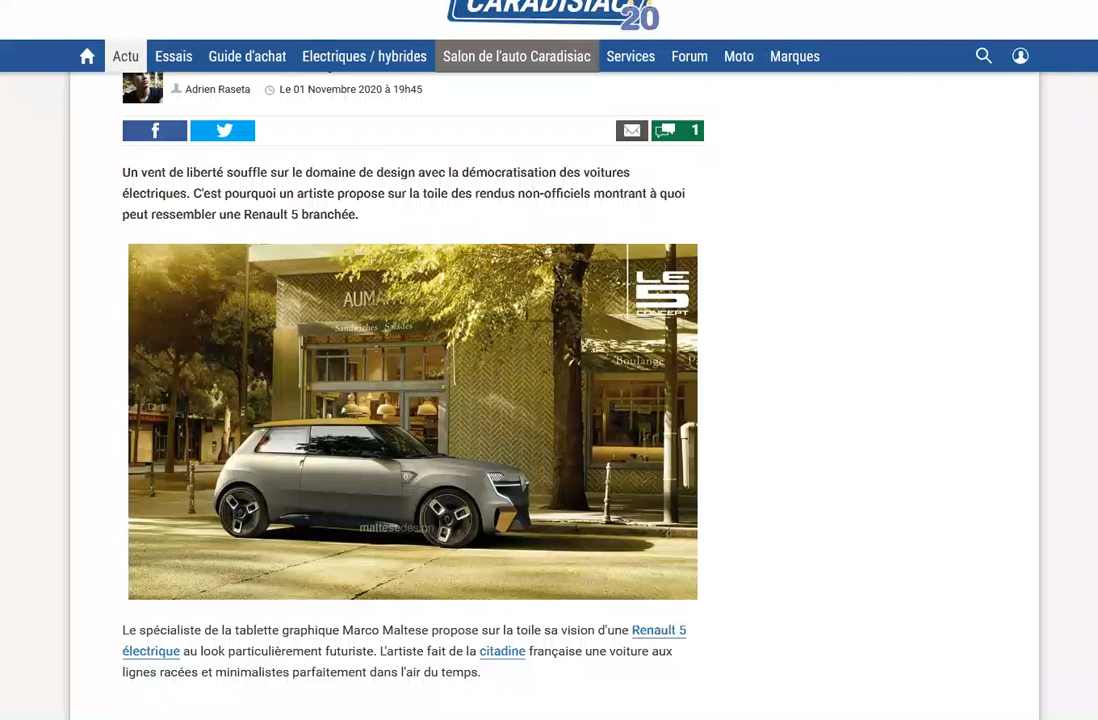 CARADISIAC
20
Actu Essais Guide d'achat Electriques / hybrides Salon de l'auto Caradisiac Services Forum Moto Marques
Adrien Raseta Le 01 Novembre 2020 à 19h45
f 1
Un vent de liberté souffle sur le domaine de design avec la démocratisation des voitures
électriques. C'est pourquoi un artiste propose sur la toile des rendus non-officiels montrant à quoi
peut ressembler une Renault 5 branchée.
LE
5
CONCEPT
Sandwiches Salades
Boulange
maltesedesign
Le spécialiste de la tablette graphique Marco Maltese propose sur la toile sa vision d'une Renault 5
électrique au look particulièrement futuriste. L'artiste fait de la citadine française une voiture aux
lignes racées et minimalistes parfaitement dans l'air du temps.